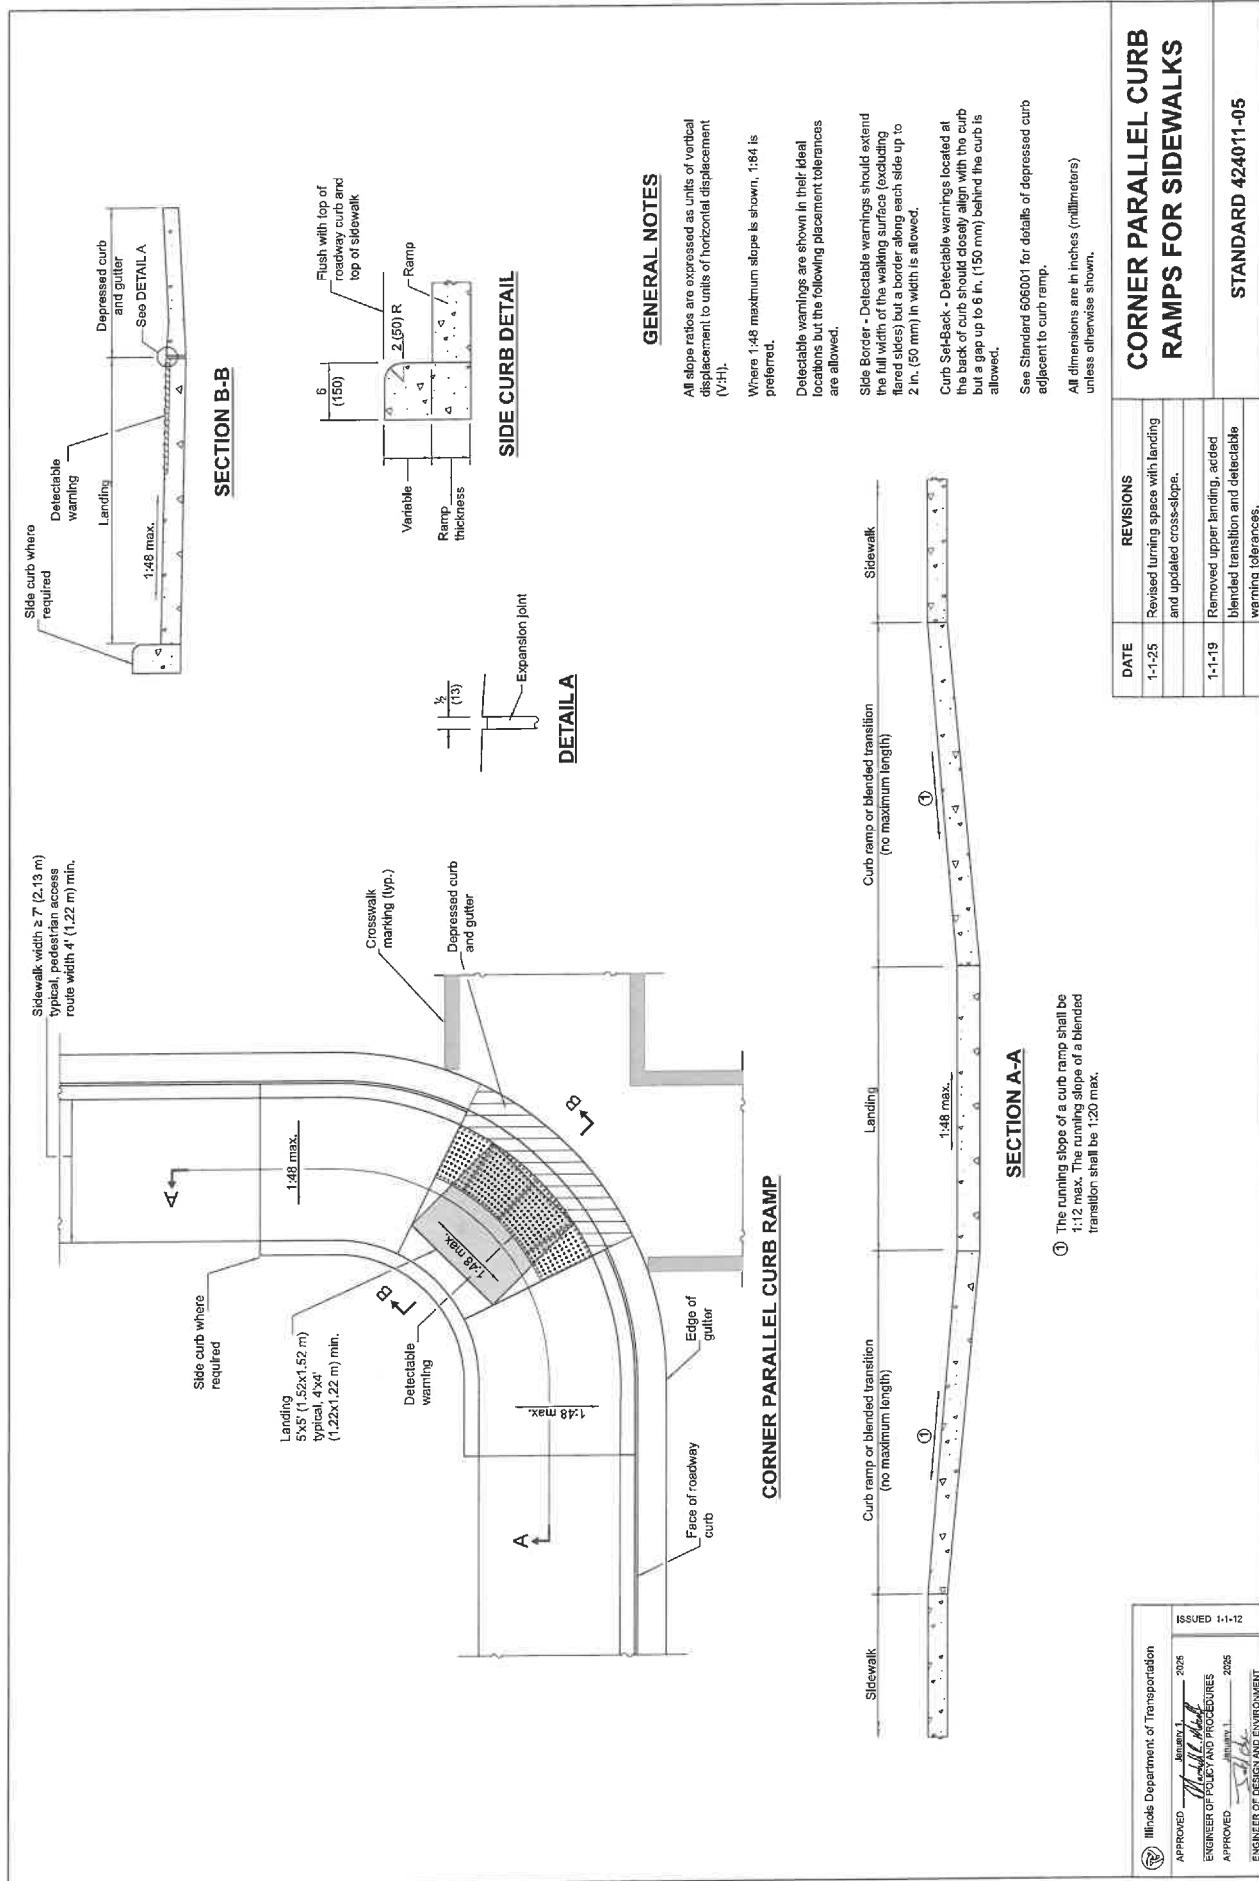 Sidewalk width ≥ 7' (2.13 m)
typical, pedestrian access
route width 4' (1.22 m) min.
Side curb where
required
Landing
5'x5' (1.52x1.52 m)
typical, 4'x4'
(1.22x1.22 m) min.
Detectable
warning
Crosswalk
marking (typ.)
Depressed curb
and gutter
1:48 max.
1:48 max.
1:48 max.
A
A
B
B
Face of roadway
curb
Edge of
gutter
CORNER PARALLEL CURB RAMP
Side curb where
required
Detectable
warning
Landing
Depressed curb
and gutter
See DETAIL A
1:48 max.
SECTION B-B
½
(13)
Expansion joint
DETAIL A
6
(150)
Flush with top of
roadway curb and
top of sidewalk
2 (50) R
Ramp
Variable
Ramp
thickness
SIDE CURB DETAIL
GENERAL NOTES
All slope ratios are expressed as units of vertical
displacement to units of horizontal displacement
(V:H).
Where 1:48 maximum slope is shown, 1:64 is
preferred.
Detectable warnings are shown in their ideal
locations but the following placement tolerances
are allowed.
Side Border - Detectable warnings should extend
the full width of the walking surface (excluding
flared sides) but a border along each side up to
2 in. (50 mm) in width is allowed.
Curb Set-Back - Detectable warnings located at
the back of curb should closely align with the curb
but a gap up to 6 in. (150 mm) behind the curb is
allowed.
See Standard 606001 for details of depressed curb
adjacent to curb ramp.
All dimensions are in inches (millimeters)
unless otherwise shown.
Sidewalk
Curb ramp or blended transition
(no maximum length)
Landing
Curb ramp or blended transition
(no maximum length)
Sidewalk
①
1:48 max.
①
SECTION A-A
① The running slope of a curb ramp shall be
1:12 max. The running slope of a blended
transition shall be 1:20 max.
Illinois Department of Transportation
APPROVED January 1, 2025
ENGINEER OF POLICY AND PROCEDURES
APPROVED January 1, 2025
ENGINEER OF DESIGN AND ENVIRONMENT
ISSUED 1-1-12
DATE REVISIONS
1-1-25 Revised turning space with landing
and updated cross-slope.
1-1-19 Removed upper landing, added
blended transition and detectable
warning tolerances.
CORNER PARALLEL CURB
RAMPS FOR SIDEWALKS
STANDARD 424011-05